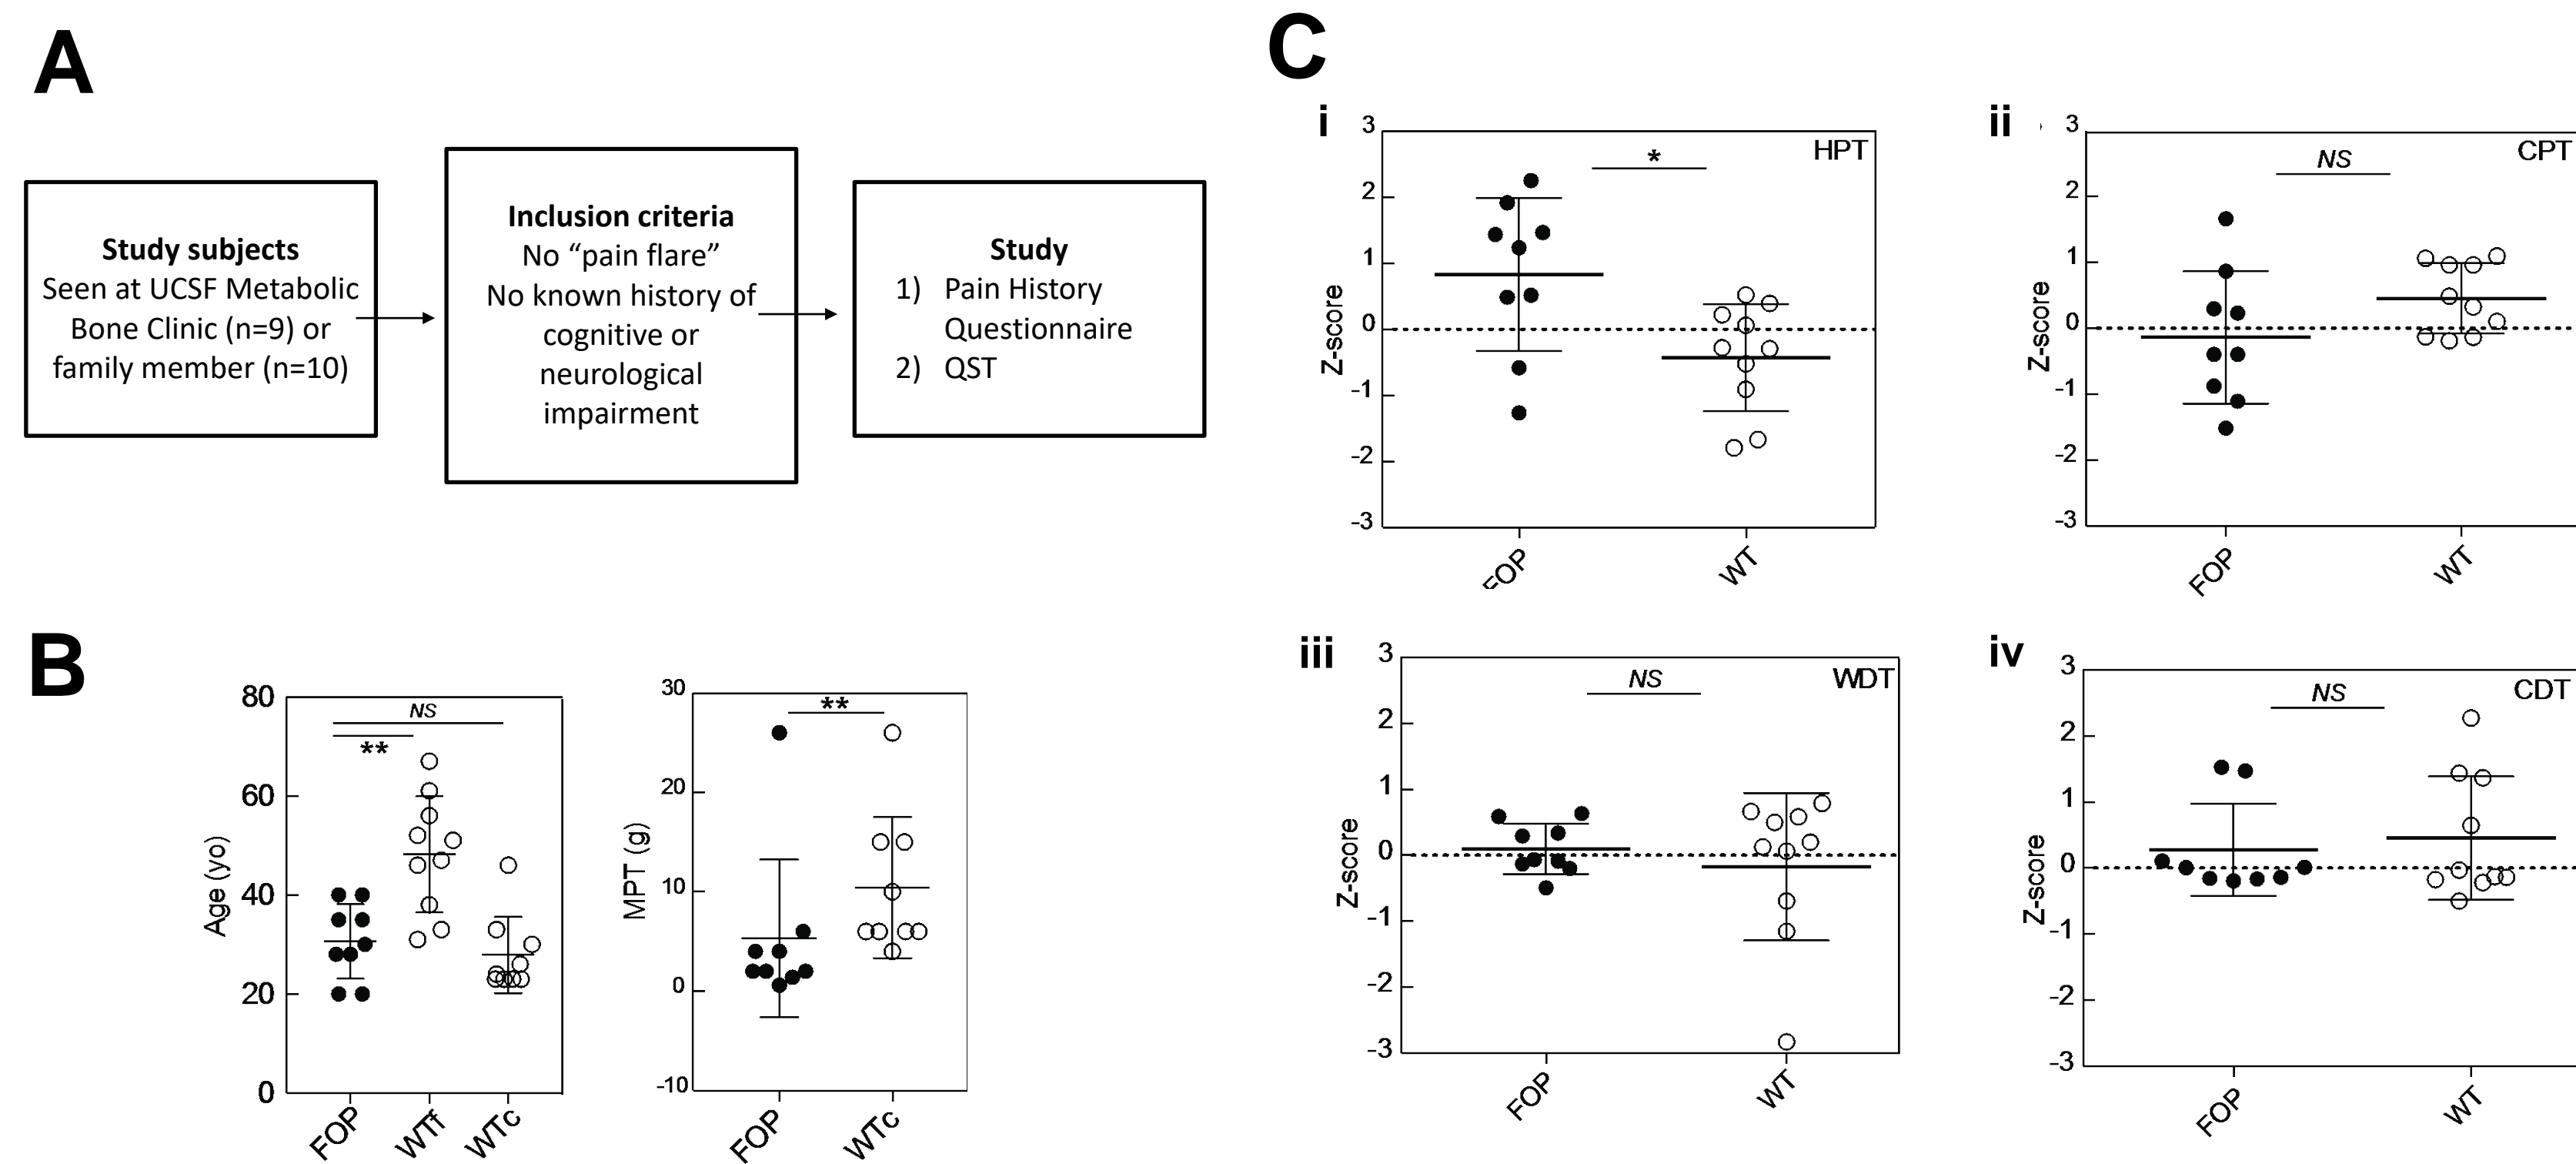 A
Study subjects
Seen at UCSF Metabolic
Bone Clinic (n=9) or
family member (n=10)
Inclusion criteria
No “pain flare”
No known history of
cognitive or
neurological
impairment
Study
1) Pain History
Questionnaire
2) QST
B
80
60
40
20
0
Age (yo)
NS
**
FOP
WTf
WTc
30
20
10
0
-10
MPT (g)
**
FOP
WTc
C
i
3
2
1
0
-1
-2
-3
Z-score
*
HPT
FOP
WT
ii
3
2
1
0
-1
-2
-3
Z-score
NS
CPT
FOP
WT
iii
3
2
1
0
-1
-2
-3
Z-score
NS
WDT
FOP
WT
iv
3
2
1
0
-1
-2
-3
Z-score
NS
CDT
FOP
WT